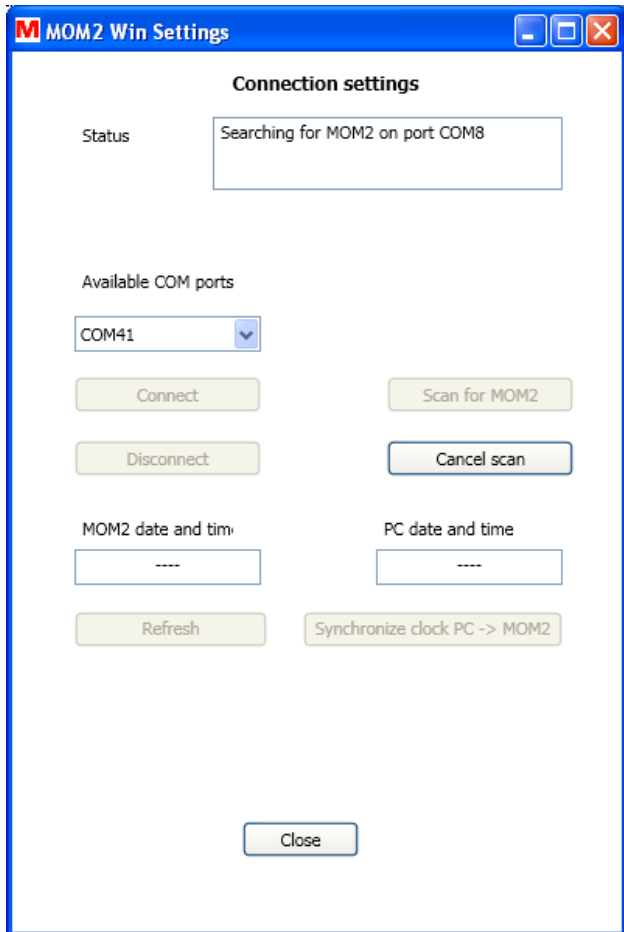 M MOM2 Win Settings
Connection settings
Status
Searching for MOM2 on port COM8
Available COM ports
COM41
Connect
Scan for MOM2
Disconnect
Cancel scan
MOM2 date and tim
PC date and time
----
----
Refresh
Synchronize clock PC -> MOM2
Close